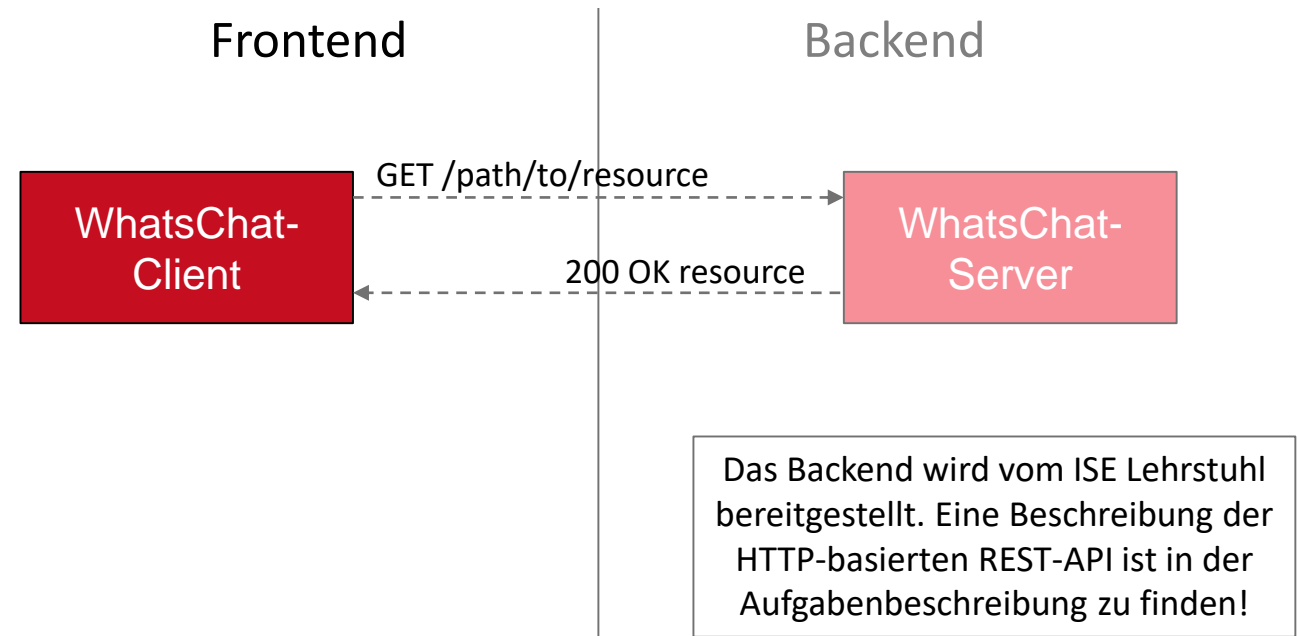 Frontend
Backend
GET /path/to/resource
WhatsChat-
Client
WhatsChat-
Server
200 OK resource
Das Backend wird vom ISE Lehrstuhl
bereitgestellt. Eine Beschreibung der
HTTP-basierten REST-API ist in der
Aufgabenbeschreibung zu finden!